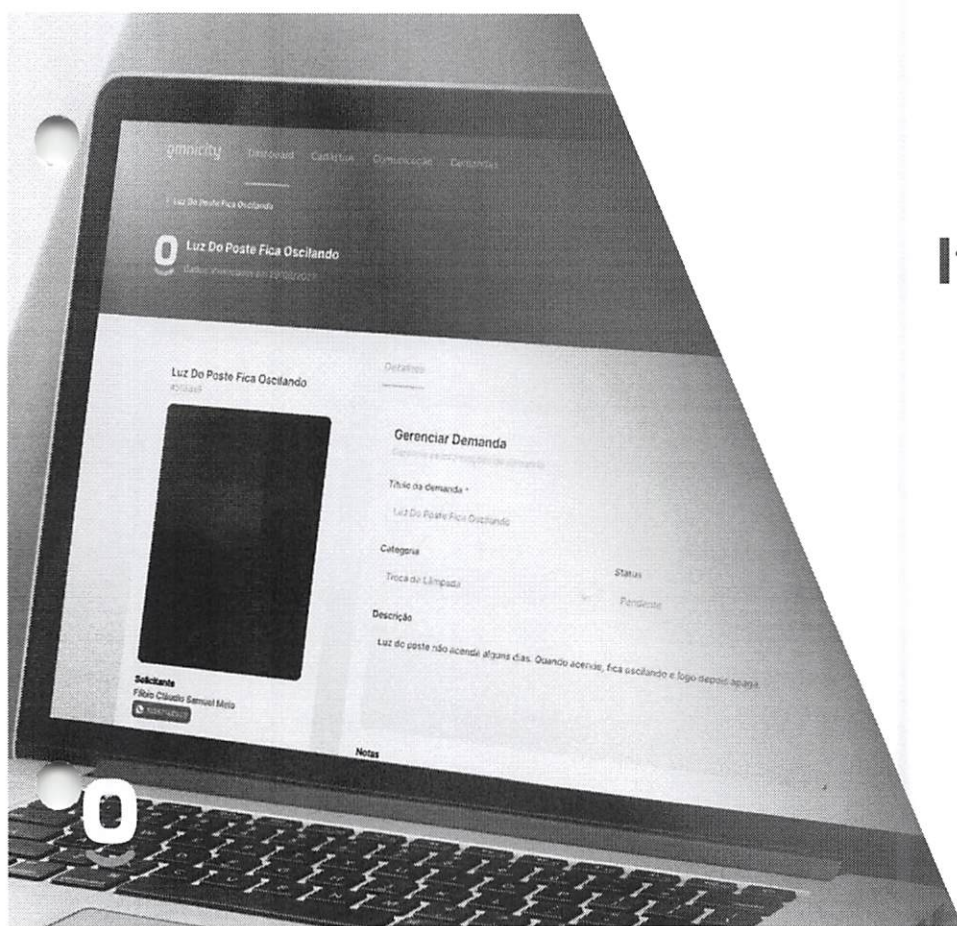 omnicity Dashboard Cadastros Comunicação Demandas
Luz Do Poste Fica Oscilando
Luz Do Poste Fica Oscilando
Luz Do Poste Fica Oscilando
Detalhes
Gerenciar Demanda
Título da demanda *
Luz Do Poste Fica Oscilando
Categoria
Status
Troca de Lâmpada
Pendente
Descrição
Luz do poste não acende alguns dias. Quando acende, fica oscilando e logo depois apaga.
Solicitante
Fábio Cláudio Samuel Melo
Notas